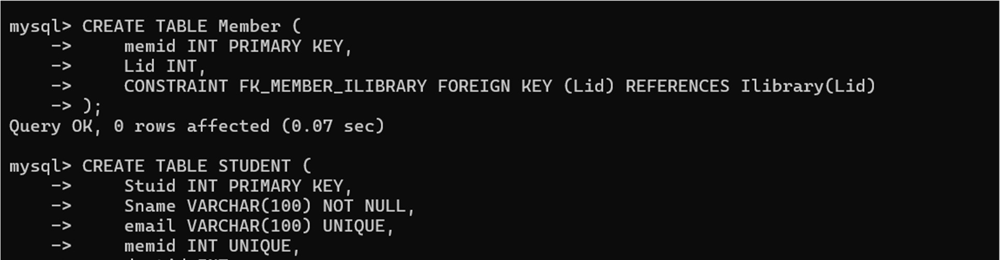 mysql> CREATE TABLE Member (
    ->     memid INT PRIMARY KEY,
    ->     Lid INT,
    ->     CONSTRAINT FK_MEMBER_ILIBRARY FOREIGN KEY (Lid) REFERENCES Ilibrary(Lid)
    -> );
Query OK, 0 rows affected (0.07 sec)
mysql> CREATE TABLE STUDENT (
    ->     Stuid INT PRIMARY KEY,
    ->     Sname VARCHAR(100) NOT NULL,
    ->     email VARCHAR(100) UNIQUE,
    ->     memid INT UNIQUE,